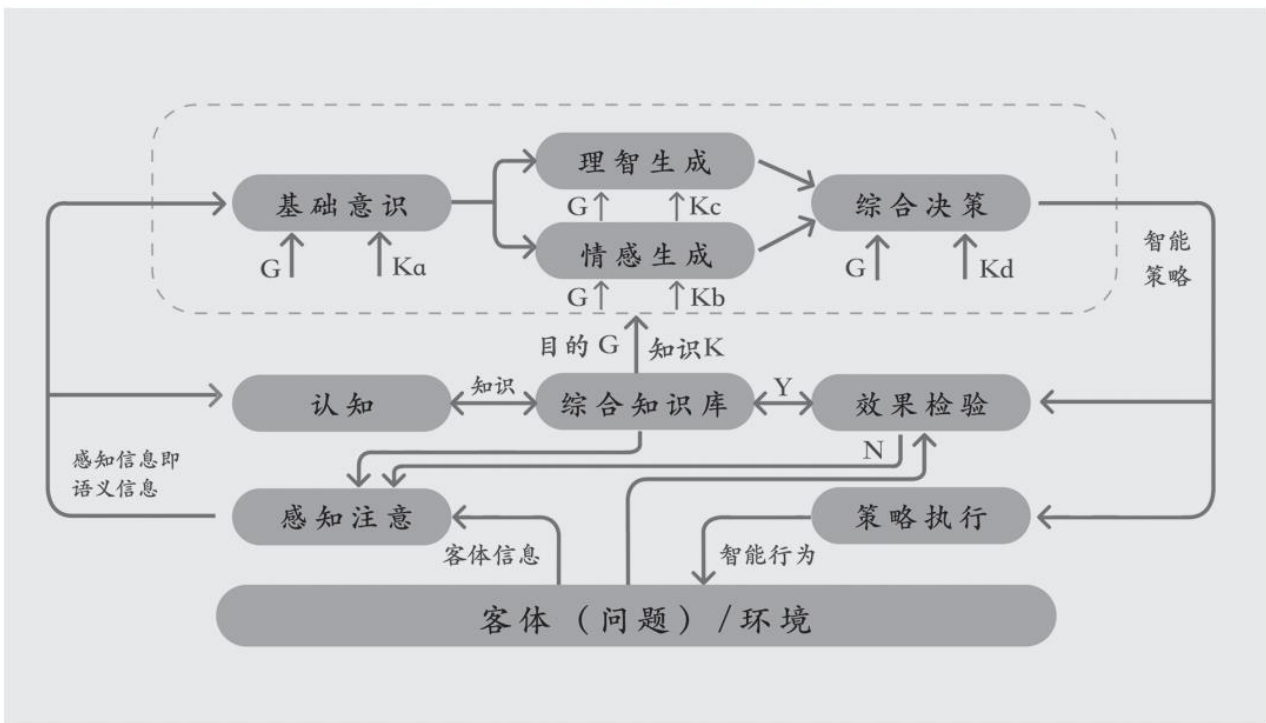 理智生成
基础意识
G
Kc
综合决策
情感生成
G
Ka
G
Kd
智能
策略
G
Kb
目的 G
知识K
认知
知识
综合知识库
Y
效果检验
N
感知信息即
语义信息
感知注意
策略执行
客体信息
智能行为
客体（问题）/环境